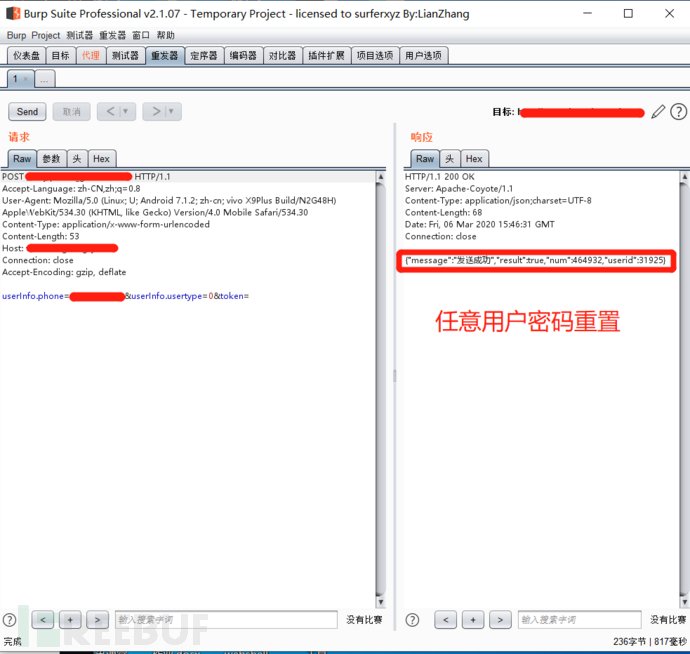 Burp Suite Professional v2.1.07 - Temporary Project - licensed to surferxyz By:LianZhang
Burp Project 测试器 重发器 窗口 帮助
仪表盘 目标 代理 测试器 重发器 定序器 编码器 对比器 插件扩展 项目选项 用户选项
1 × ...
Send 取消 < > 目标:
请求
Raw 参数 头 Hex
POST HTTP/1.1
Accept-Language: zh-CN,zh;q=0.8
User-Agent: Mozilla/5.0 (Linux; U; Android 7.1.2; zh-cn; vivo X9Plus Build/N2G48H)
AppleWebKit/534.30 (KHTML, like Gecko) Version/4.0 Mobile Safari/534.30
Content-Type: application/x-www-form-urlencoded
Content-Length: 53
Host:
Connection: close
Accept-Encoding: gzip, deflate
userInfo.phone= &userInfo.usertype=0&token=
响应
Raw 头 Hex
HTTP/1.1 200 OK
Server: Apache-Coyote/1.1
Content-Type: application/json;charset=UTF-8
Content-Length: 68
Date: Fri, 06 Mar 2020 15:46:31 GMT
Connection: close
{"message":"发送成功","result":true,"num":464932,"userid":31925}
任意用户密码重置
? < + > 输入搜索字词 没有比赛
? < + > 输入搜索字词 没有比赛
REEBUF
完成 236字节 | 817毫秒